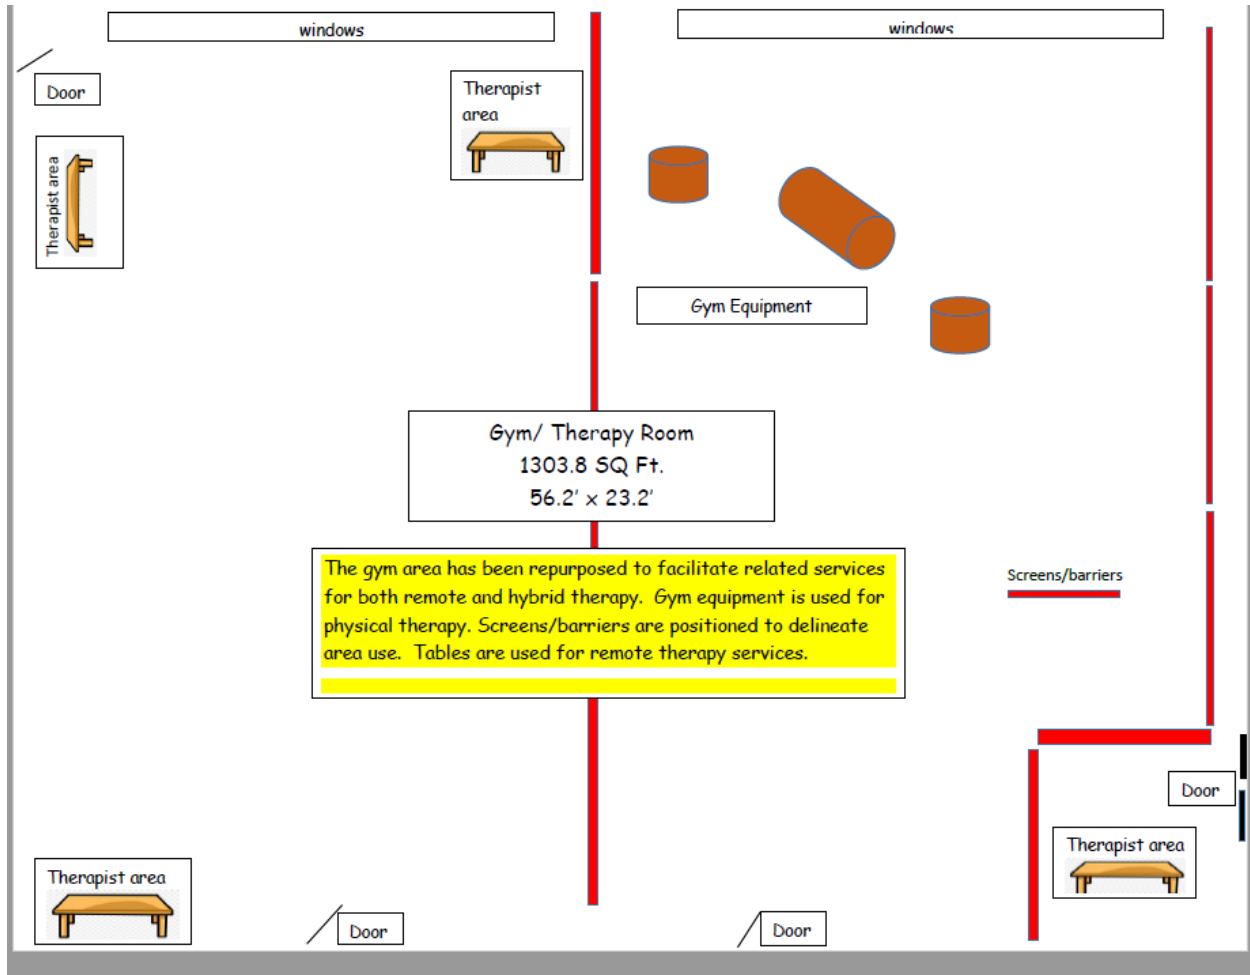 windows
windows
Door
Therapist
area
Therapist area
Gym Equipment
Gym/ Therapy Room
1303.8 SQ Ft.
56.2' x 23.2'
The gym area has been repurposed to facilitate related services
for both remote and hybrid therapy.  Gym equipment is used for
physical therapy. Screens/barriers are positioned to delineate
area use.  Tables are used for remote therapy services.
Screens/barriers
Door
Therapist area
Therapist area
Door
Door